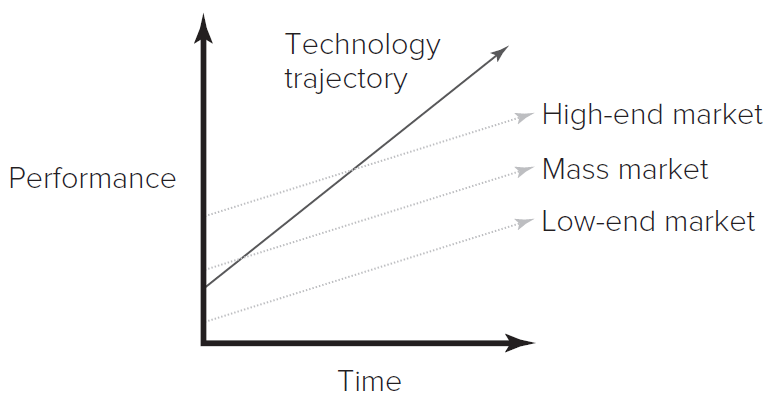 Technology
trajectory
High-end market
Mass market
Performance
Low-end market
Time